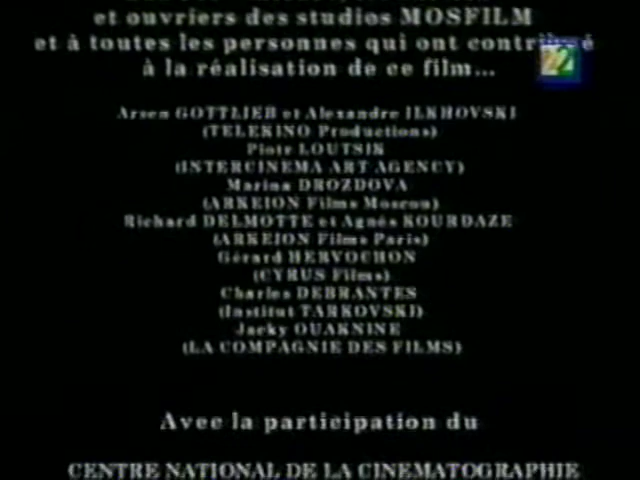 et ouvriers des studios MOSFILM
et à toutes les personnes qui ont contribué
à la réalisation de ce film...
Arsen GOTTLIEB et Alexandre ILKHOVSKI
(TELEKINO Productions)
Piotr LOUTSIK
(INTERCINEMA ART AGENCY)
Marina DROZDOVA
(ARKEION Films Moscou)
Richard DELMOTTE et Agnès KOURDAZE
(ARKEION Films Paris)
Gérard HERVOCHON
(CYRUS Films)
Charles DEBRANTES
(Institut TARKOVSKI)
Jacky OUAKNINE
(LA COMPAGNIE DES FILMS)
Avec la participation du
CENTRE NATIONAL DE LA CINEMATOGRAPHIE